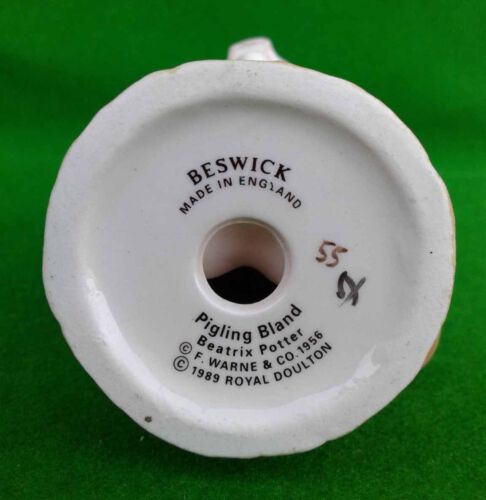 BESWICK
MADE IN ENGLAND
55
Pigling Bland
Beatrix Potter
© F. WARNE & CO. 1956
© 1989 ROYAL DOULTON